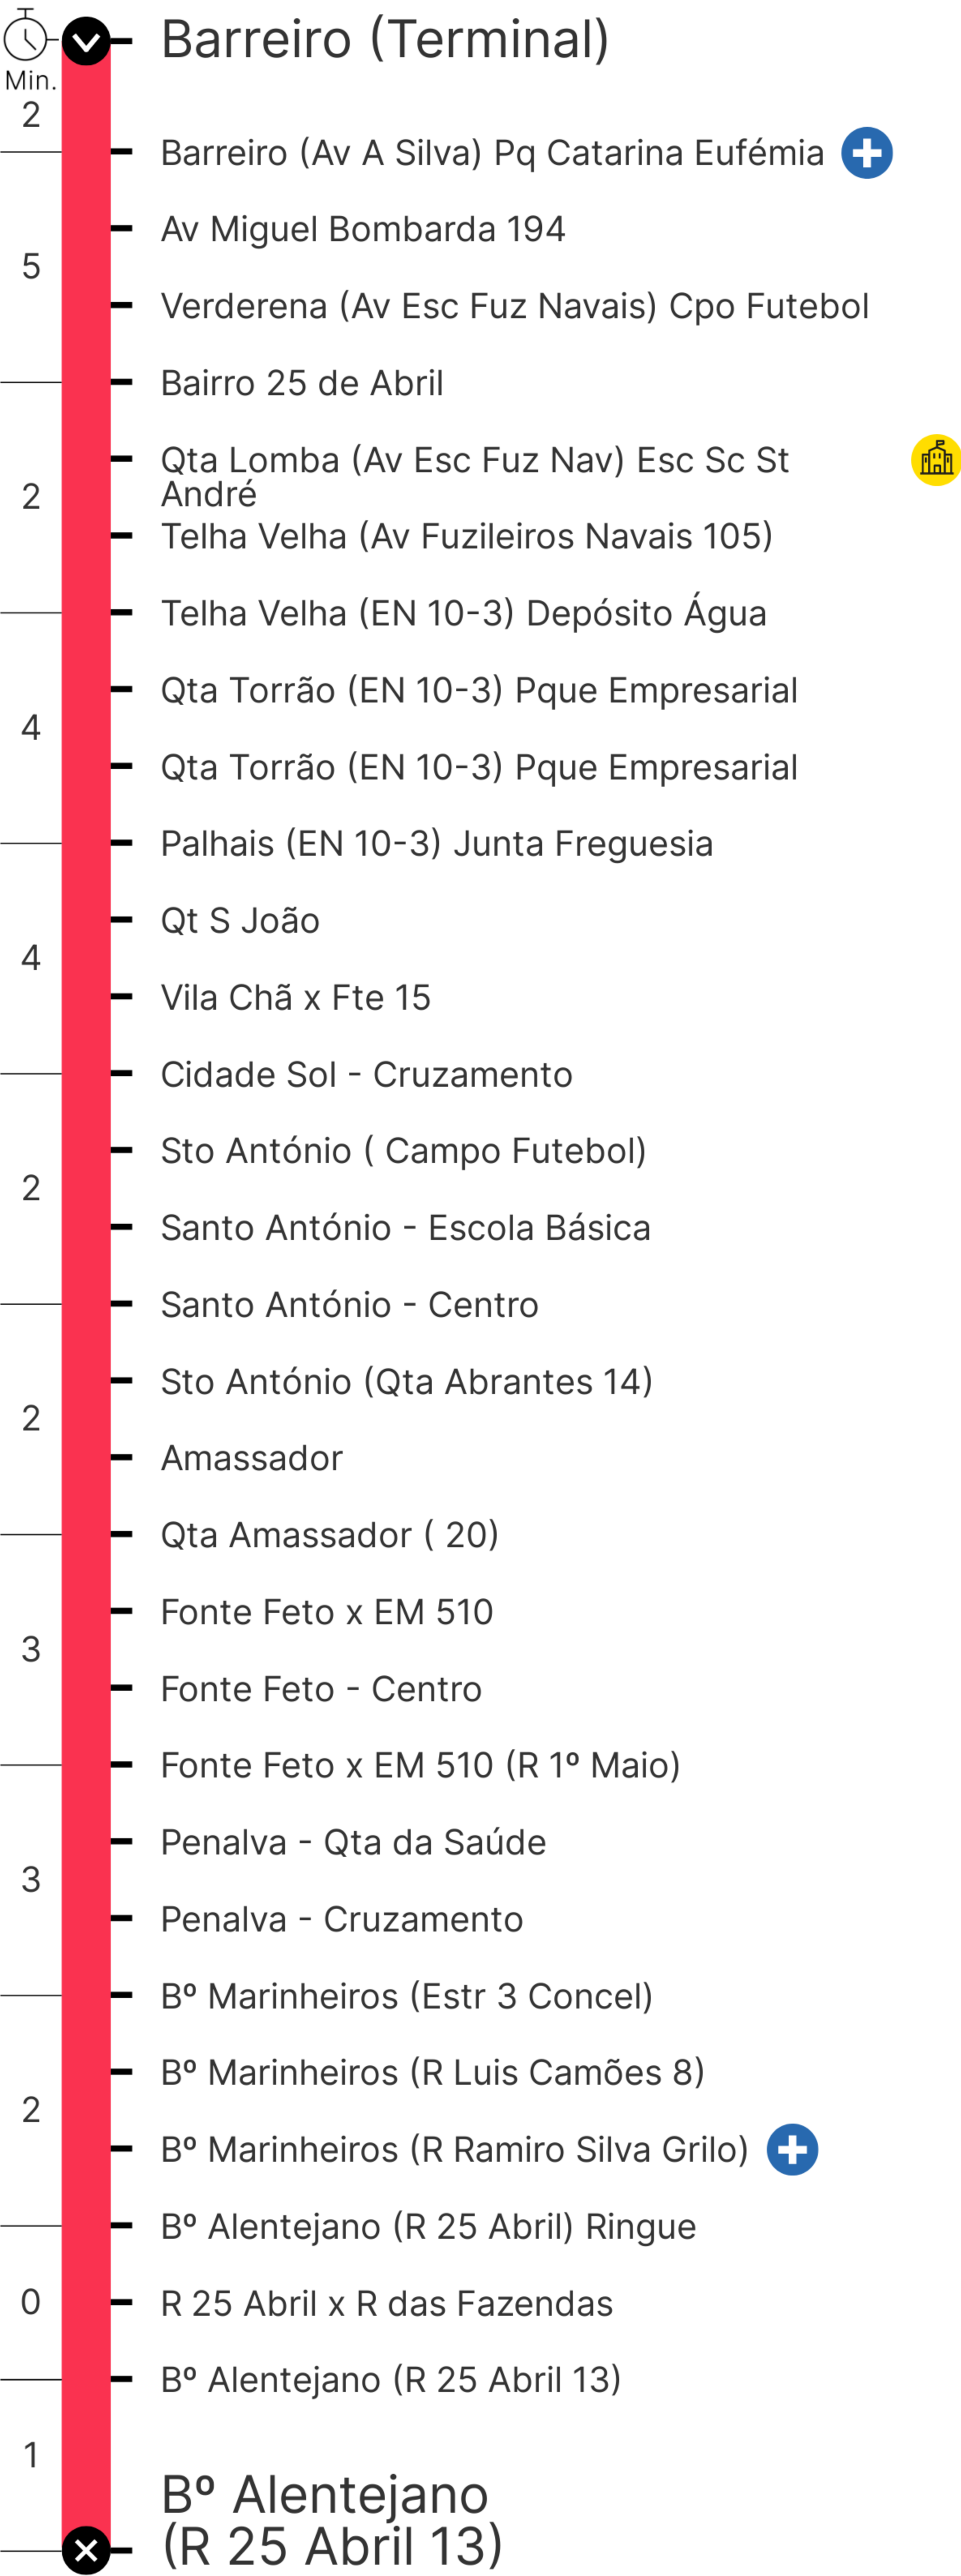 Barreiro (Terminal)
Min.
2
Barreiro (Av A Silva) Pq Catarina Eufémia
Av Miguel Bombarda 194
5
Verderena (Av Esc Fuz Navais) Cpo Futebol
Bairro 25 de Abril
Qta Lomba (Av Esc Fuz Nav) Esc Sc St
André
2
Telha Velha (Av Fuzileiros Navais 105)
Telha Velha (EN 10-3) Depósito Água
Qta Torrão (EN 10-3) Pque Empresarial
4
Qta Torrão (EN 10-3) Pque Empresarial
Palhais (EN 10-3) Junta Freguesia
Qt S João
4
Vila Chã x Fte 15
Cidade Sol - Cruzamento
Sto António ( Campo Futebol)
2
Santo António - Escola Básica
Santo António - Centro
Sto António (Qta Abrantes 14)
2
Amassador
Qta Amassador ( 20)
Fonte Feto x EM 510
3
Fonte Feto - Centro
Fonte Feto x EM 510 (R 1º Maio)
Penalva - Qta da Saúde
3
Penalva - Cruzamento
Bº Marinheiros (Estr 3 Concel)
Bº Marinheiros (R Luis Camões 8)
2
Bº Marinheiros (R Ramiro Silva Grilo)
Bº Alentejano (R 25 Abril) Ringue
0
R 25 Abril x R das Fazendas
Bº Alentejano (R 25 Abril 13)
1
Bº Alentejano
(R 25 Abril 13)